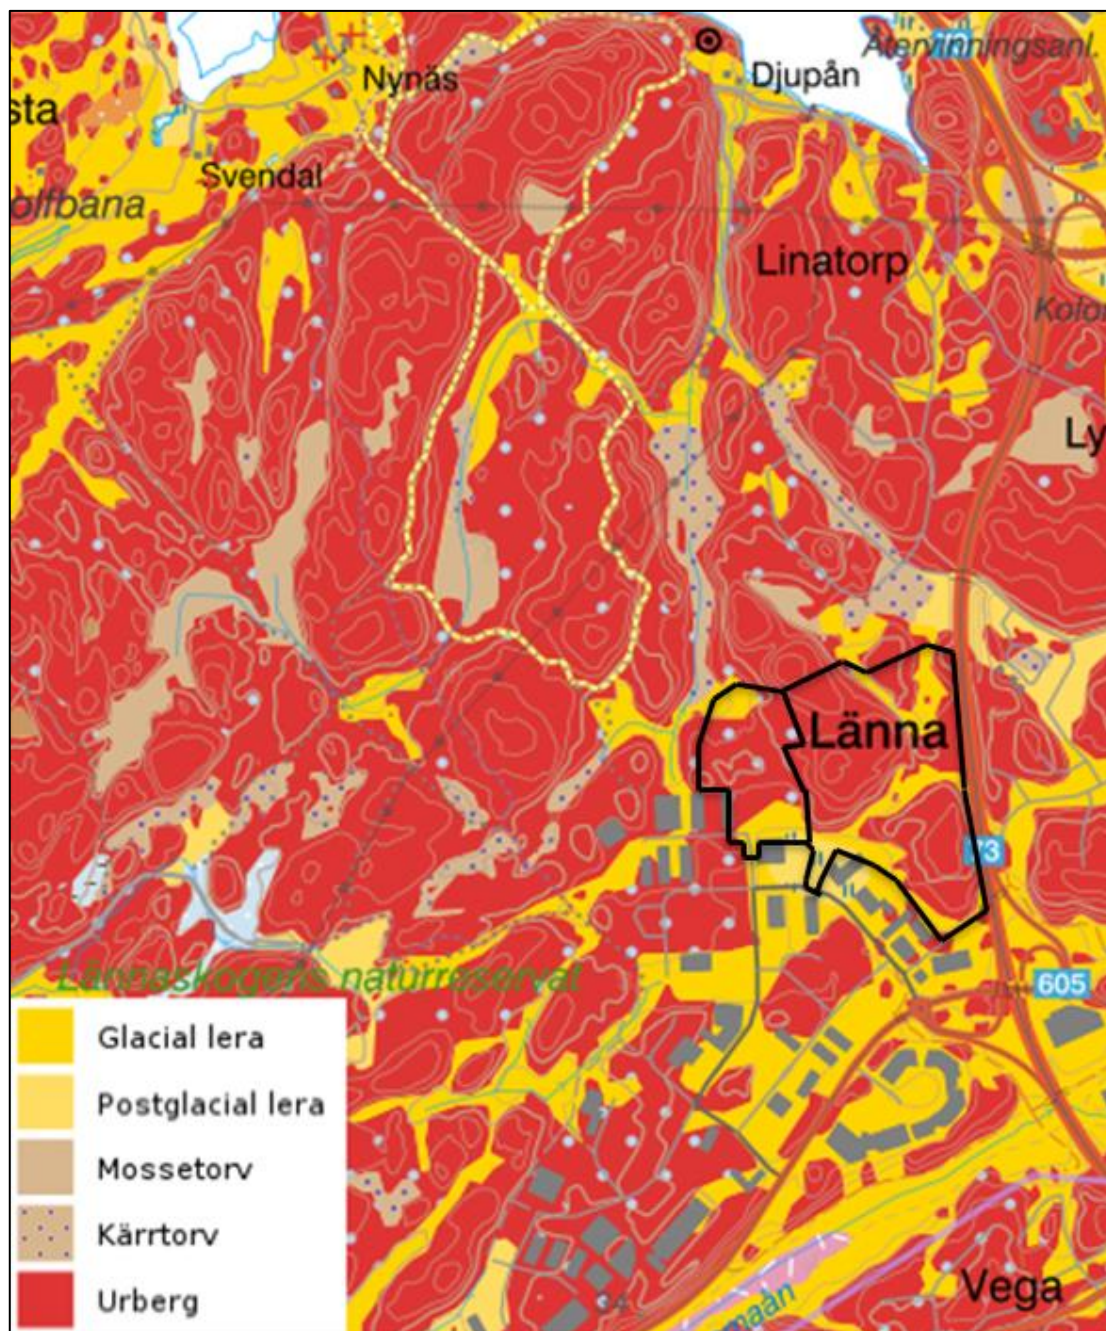 Återvinningsanl.
Nynäs
Djupån
sta
Svendal
olfbana
Linatorp
Kolon
Ly
Länna
73
Lännaskogens naturreservat
605
Glacial lera
Postglacial lera
Mossetorv
Kärrtorv
Urberg
Vega
maån